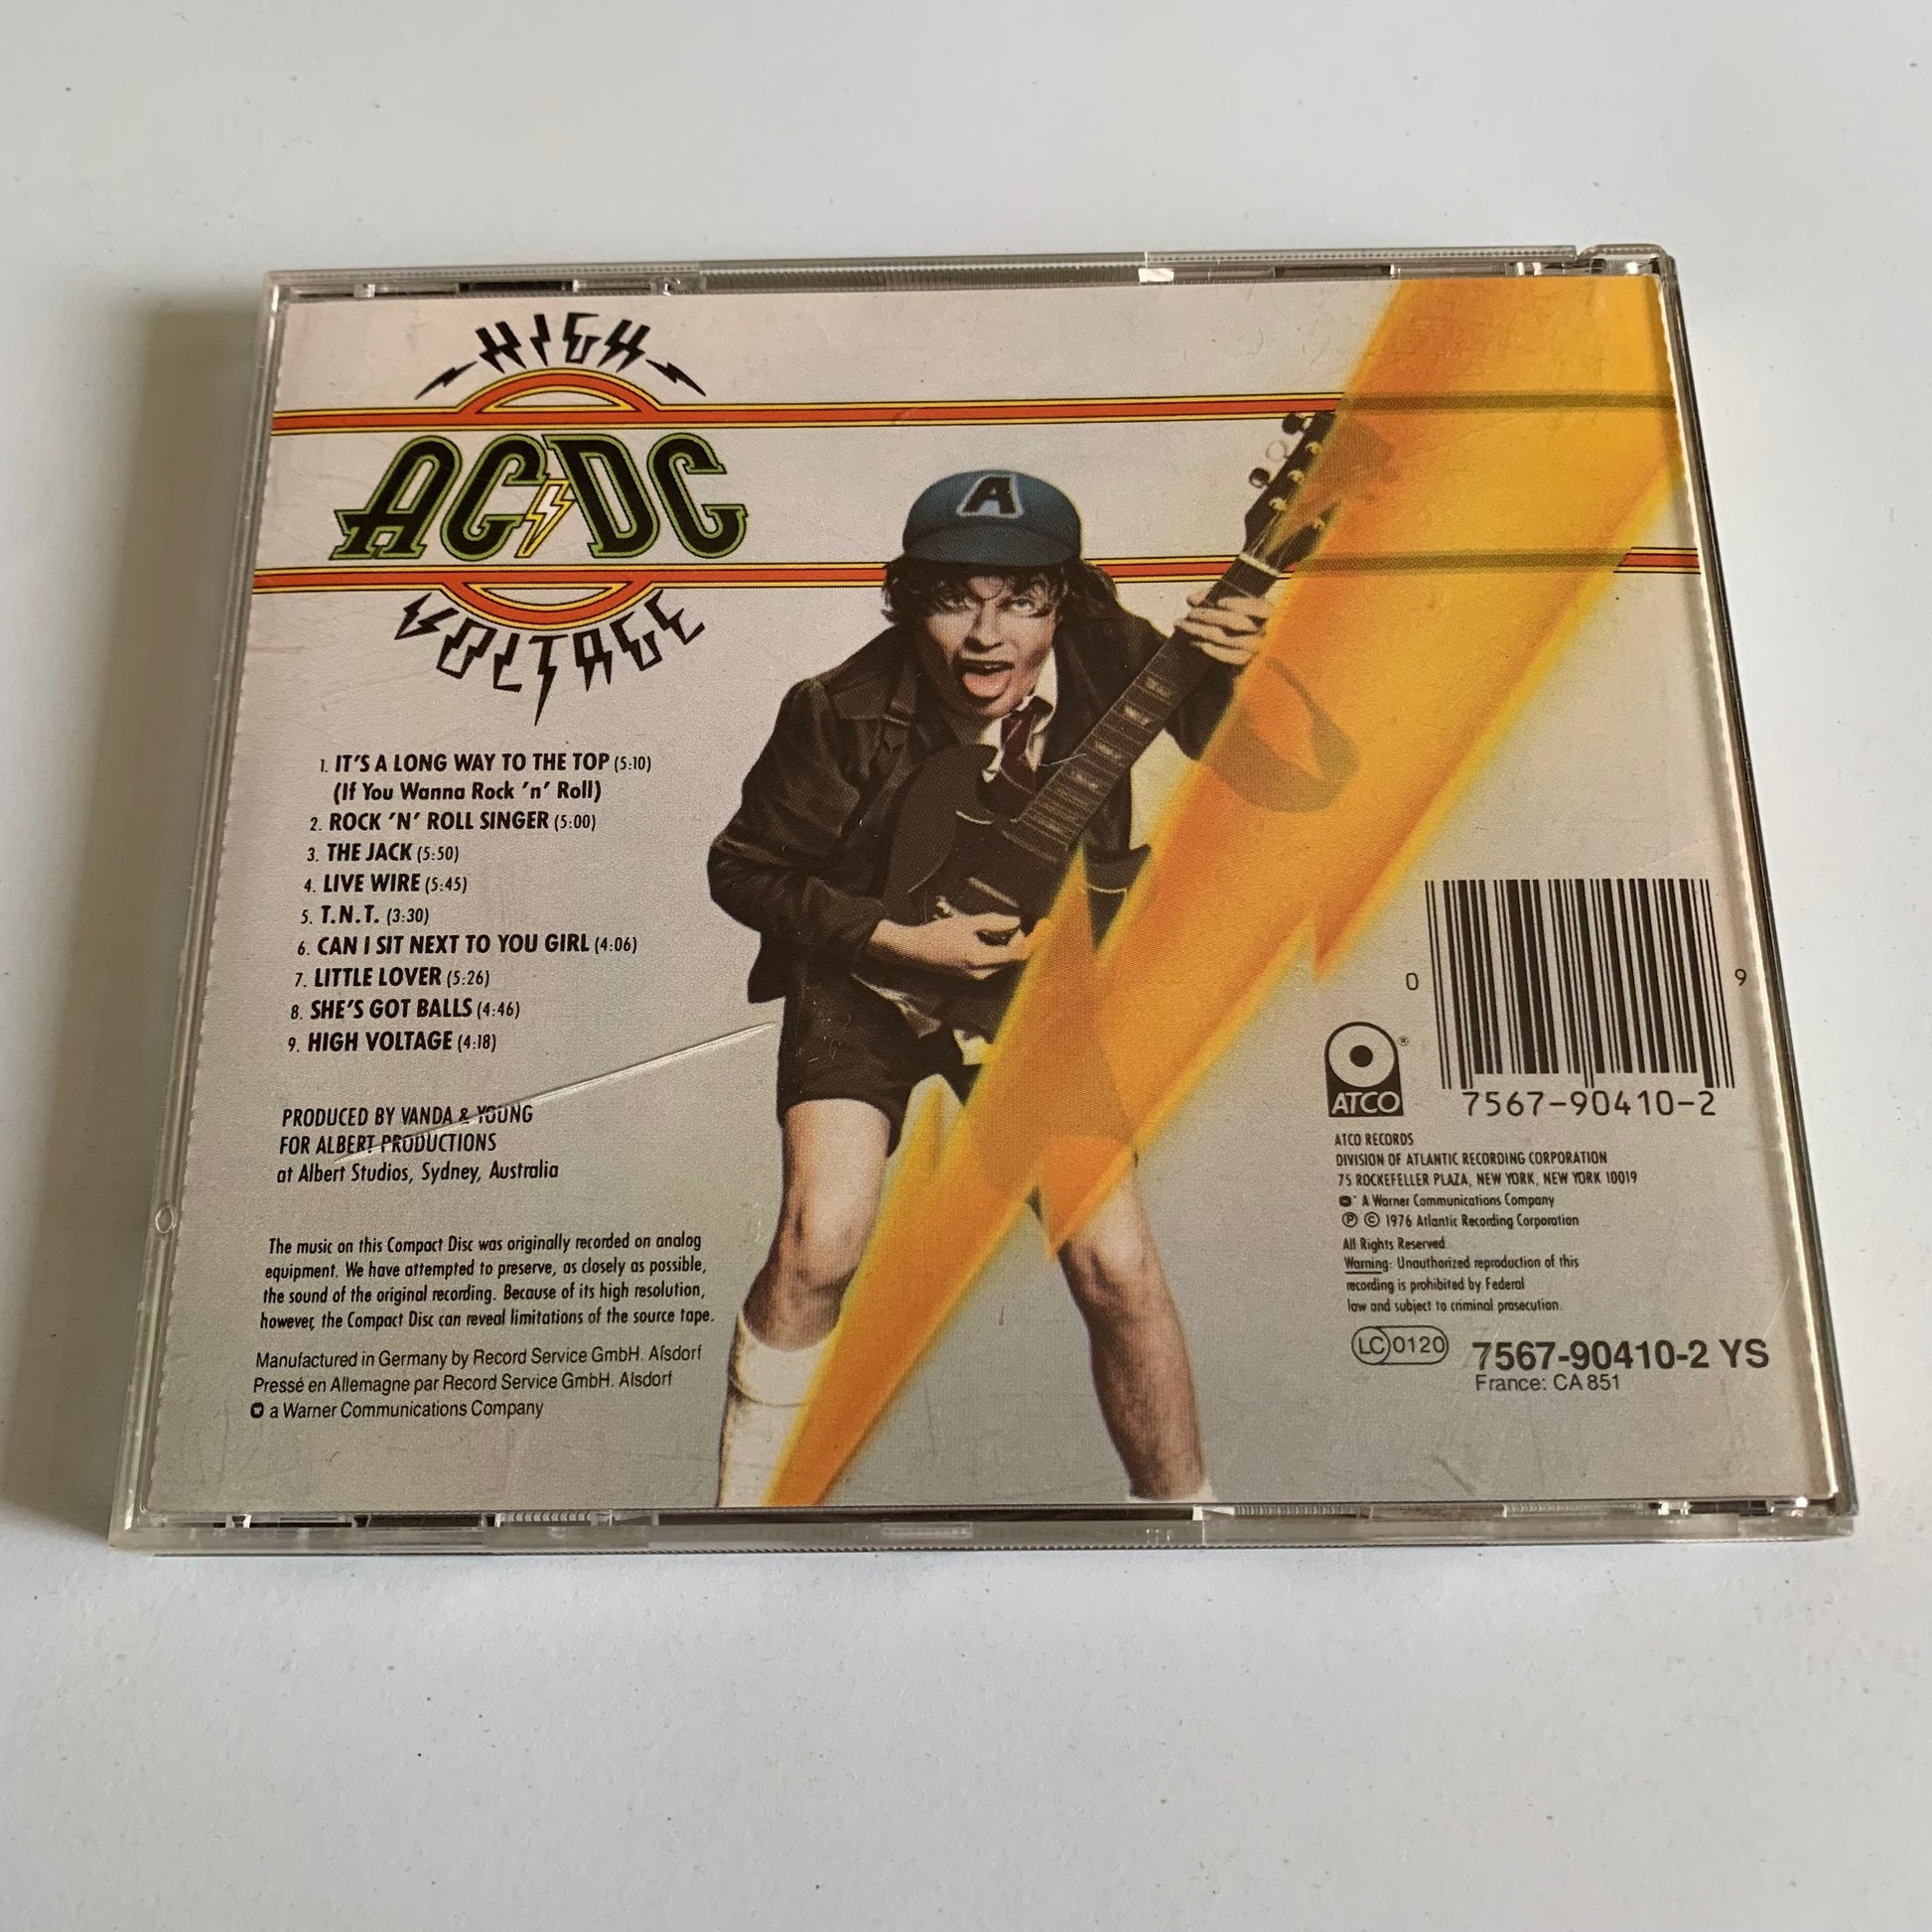 HIGH
AC⚡DC
VOLTAGE
A
1. IT'S A LONG WAY TO THE TOP (5:10)
(If You Wanna Rock 'n' Roll)
2. ROCK 'N' ROLL SINGER (5:00)
3. THE JACK (5:50)
4. LIVE WIRE (5:45)
5. T.N.T. (3:30)
6. CAN I SIT NEXT TO YOU GIRL (4:06)
7. LITTLE LOVER (5:26)
8. SHE'S GOT BALLS (4:46)
9. HIGH VOLTAGE (4:18)
PRODUCED BY VANDA & YOUNG
FOR ALBERT PRODUCTIONS
at Albert Studios, Sydney, Australia
The music on this Compact Disc was originally recorded on analog
equipment. We have attempted to preserve, as closely as possible,
the sound of the original recording. Because of its high resolution,
however, the Compact Disc can reveal limitations of the source tape.
Manufactured in Germany by Record Service GmbH. Alsdorf
Pressé en Allemagne par Record Service GmbH. Alsdorf
a Warner Communications Company
0 9
7567-90410-2
ATCO ®
ATCO RECORDS
DIVISION OF ATLANTIC RECORDING CORPORATION
75 ROCKEFELLER PLAZA, NEW YORK, NEW YORK 10019
A Warner Communications Company
℗ © 1976 Atlantic Recording Corporation
All Rights Reserved.
Warning: Unauthorized reproduction of this
recording is prohibited by Federal
law and subject to criminal prosecution.
LC 0120
7567-90410-2 YS
France: CA 851